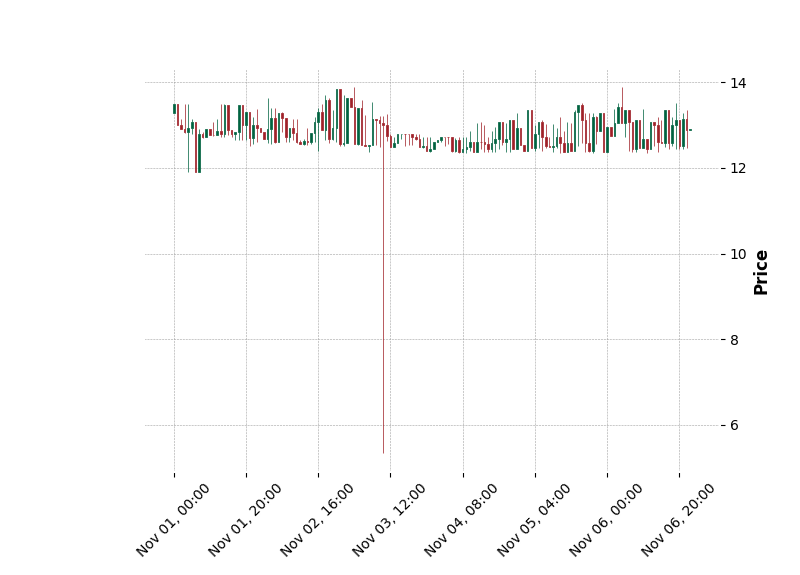 14
12
10
8
6
Price
Nov 01, 00:00
Nov 01, 20:00
Nov 02, 16:00
Nov 03, 12:00
Nov 04, 08:00
Nov 05, 04:00
Nov 06, 00:00
Nov 06, 20:00